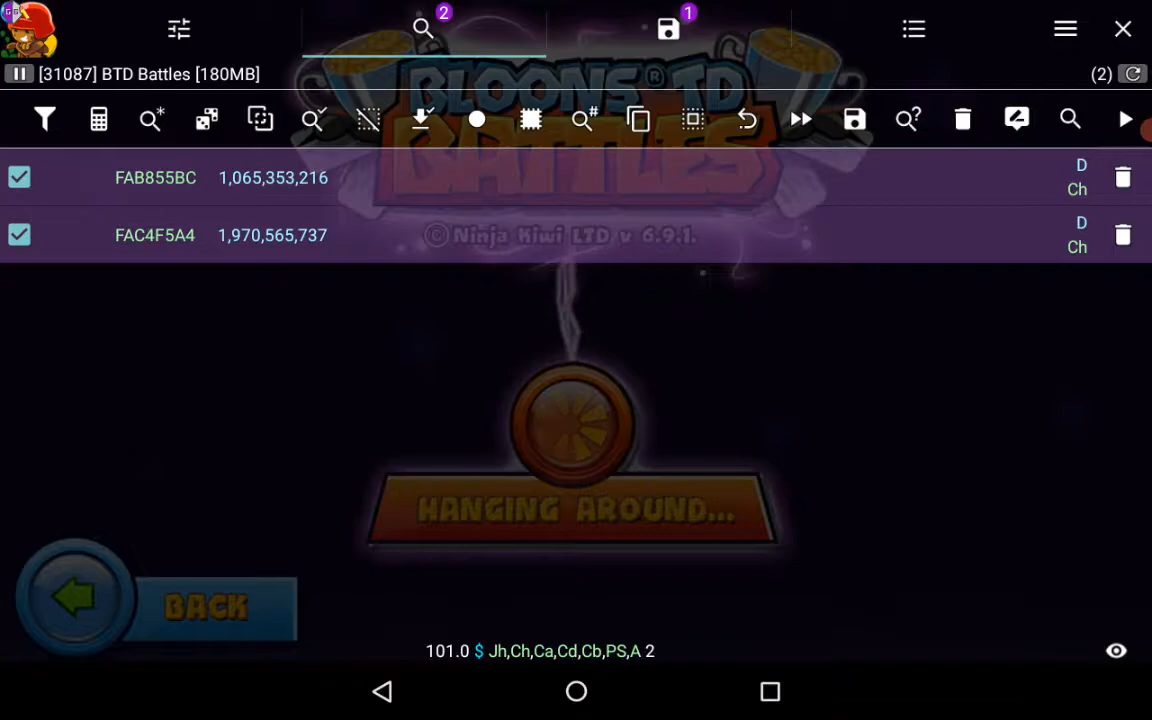 2
1
[31087] BTD Battles [180MB]
(2)
BLOONS® TD
BATTLES
FAB855BC 1,065,353,216 D
Ch
FAC4F5A4 1,970,565,737 D
Ch
© Ninja Kiwi LTD v 6.9.1.
HANGING AROUND...
BACK
101.0 $ Jh,Ch,Ca,Cd,Cb,PS,A 2